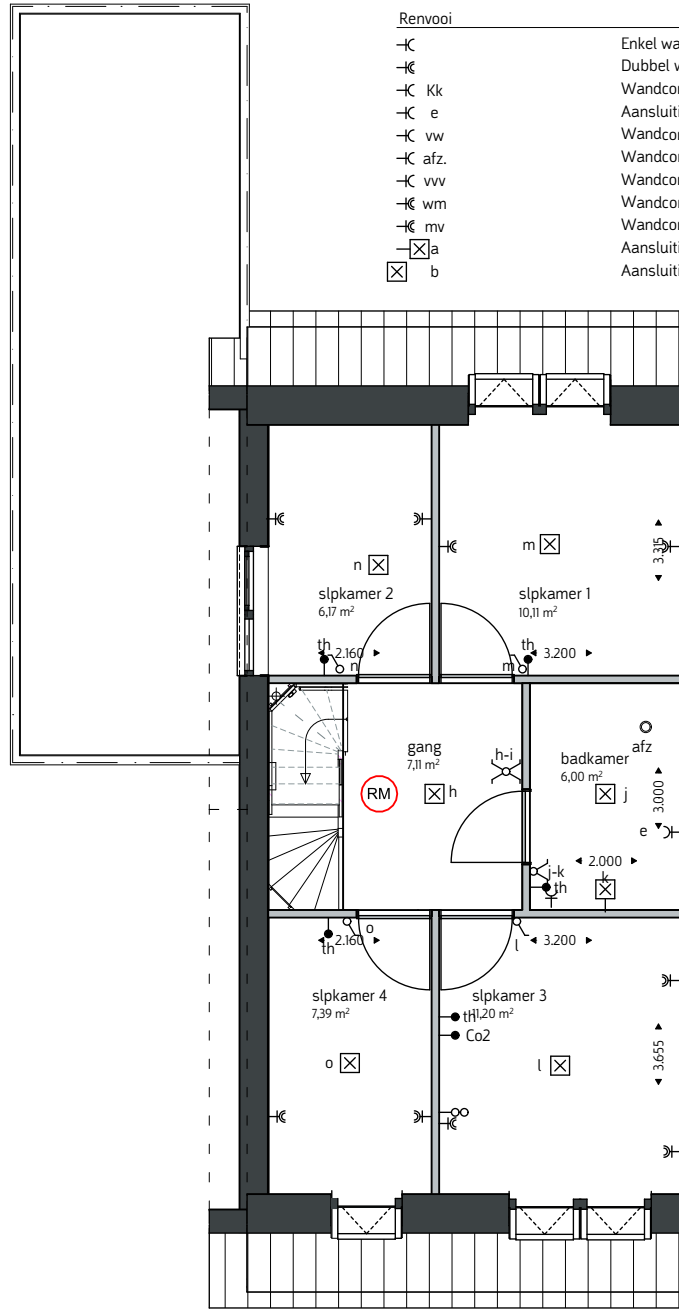 Renvooi
Enkel wa
Dubbel w
Kk Wandcon
e Aansluiti
vw Wandcon
afz. Wandcon
vvv Wandcon
wm Wandcon
mv Wandcon
a Aansluiti
b Aansluiti
n
m
3.315
slpkamer 2
6,17 m²
slpkamer 1
10,11 m²
th
2.160
n
m
th
3.200
gang
7,11 m²
h-i
badkamer
6,00 m²
afz
RM
h
j
3.000
e
2.000
j-k
k
th
o
th
2.160
l
3.200
slpkamer 4
7,39 m²
slpkamer 3
11,20 m²
th
Co2
o
l
3.655